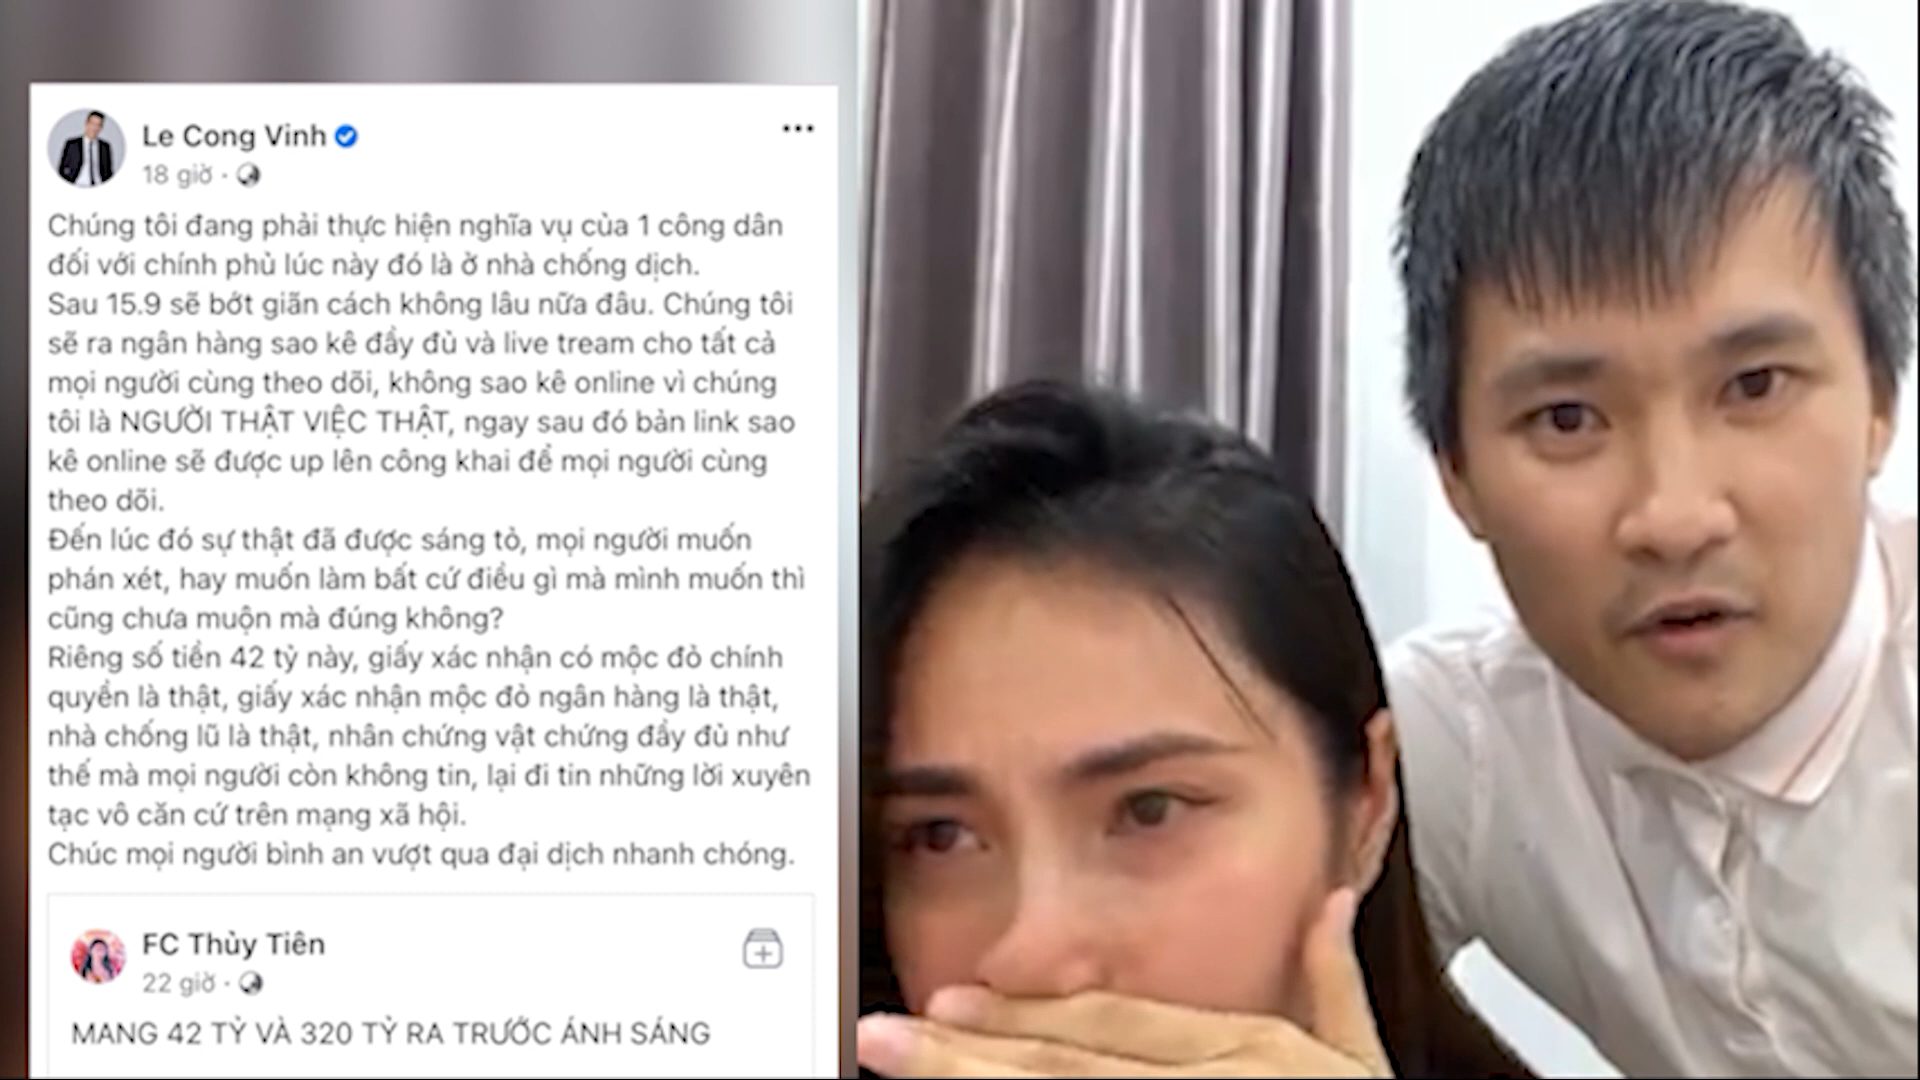 Le Cong Vinh
18 giờ ·
Chúng tôi đang phải thực hiện nghĩa vụ của 1 công dân
đối với chính phủ lúc này đó là ở nhà chống dịch.
Sau 15.9 sẽ bớt giãn cách không lâu nữa đâu. Chúng tôi
sẽ ra ngân hàng sao kê đầy đủ và live tream cho tất cả
mọi người cùng theo dõi, không sao kê online vì chúng
tôi là NGƯỜI THẬT VIỆC THẬT, ngay sau đó bản link sao
kê online sẽ được up lên công khai để mọi người cùng
theo dõi.
Đến lúc đó sự thật đã được sáng tỏ, mọi người muốn
phán xét, hay muốn làm bất cứ điều gì mà mình muốn thì
cũng chưa muộn mà đúng không?
Riêng số tiền 42 tỷ này, giấy xác nhận có mộc đỏ chính
quyền là thật, giấy xác nhận mộc đỏ ngân hàng là thật,
nhà chống lũ là thật, nhân chứng vật chứng đầy đủ như
thế mà mọi người còn không tin, lại đi tin những lời xuyên
tạc vô căn cứ trên mạng xã hội.
Chúc mọi người bình an vượt qua đại dịch nhanh chóng.
FC Thủy Tiên
22 giờ ·
MANG 42 TỶ VÀ 320 TỶ RA TRƯỚC ÁNH SÁNG